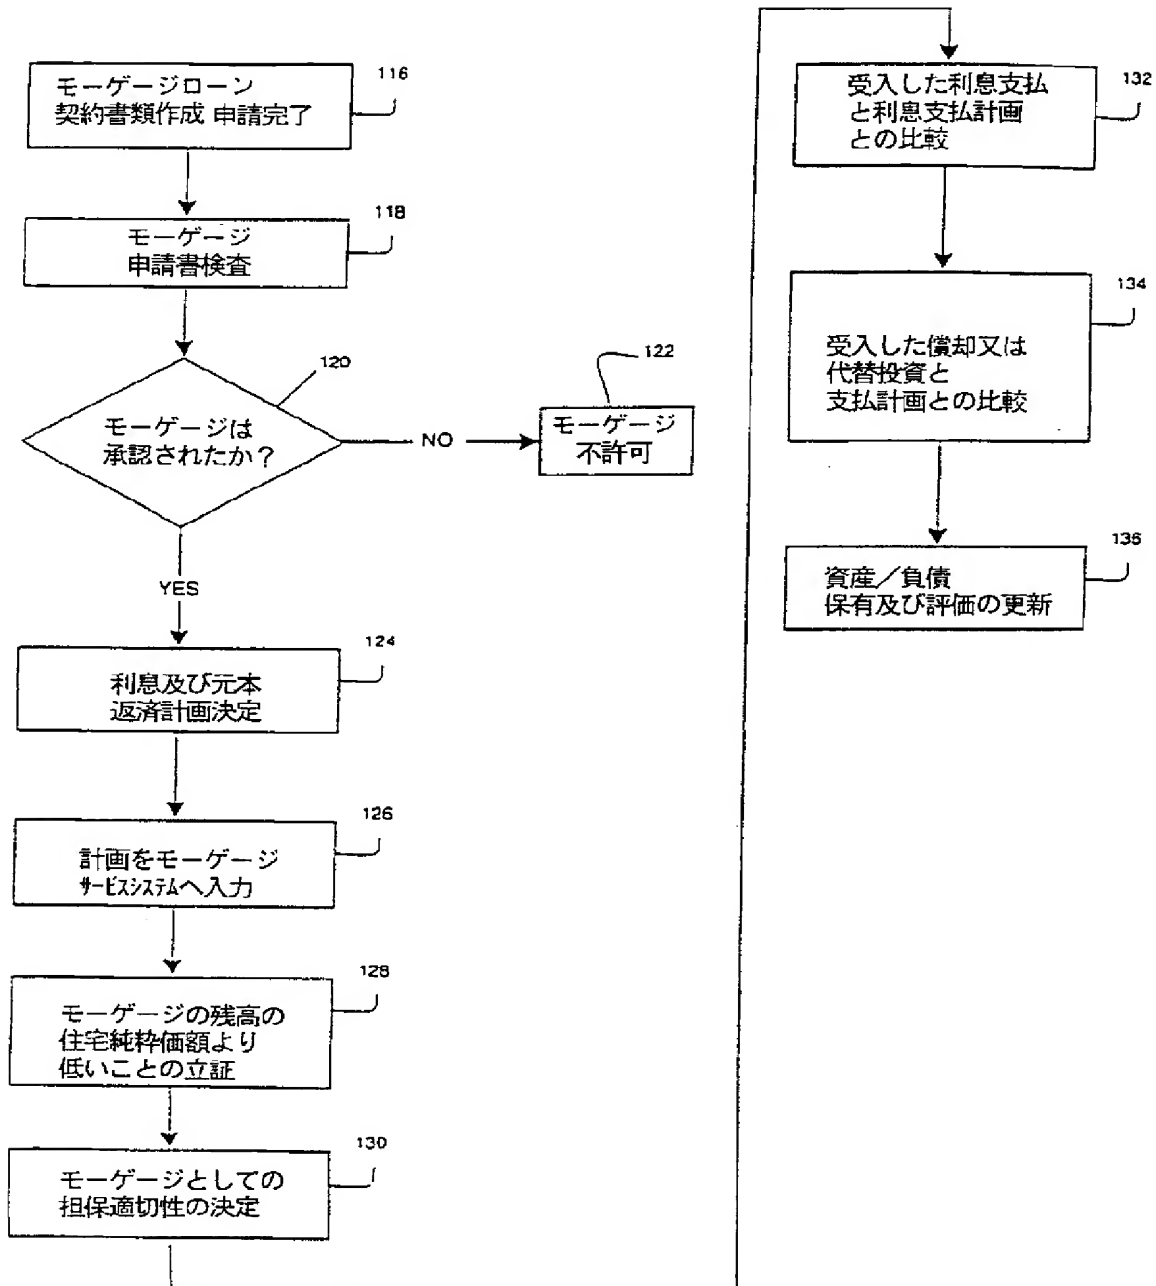 モーゲージローン
契約書類作成 申請完了
116
モーゲージ
申請書検査
118
モーゲージは
承認されたか?
120
NO
モーゲージ
不許可
122
YES
利息及び元本
返済計画決定
124
計画をモーゲージ
サービスシステムへ入力
126
モーゲージの残高の
住宅純粋価額より
低いことの立証
128
モーゲージとしての
担保適切性の決定
130
受入した利息支払
と利息支払計画
との比較
132
受入した償却又は
代替投資と
支払計画との比較
134
資産/負債
保有及び評価の更新
136